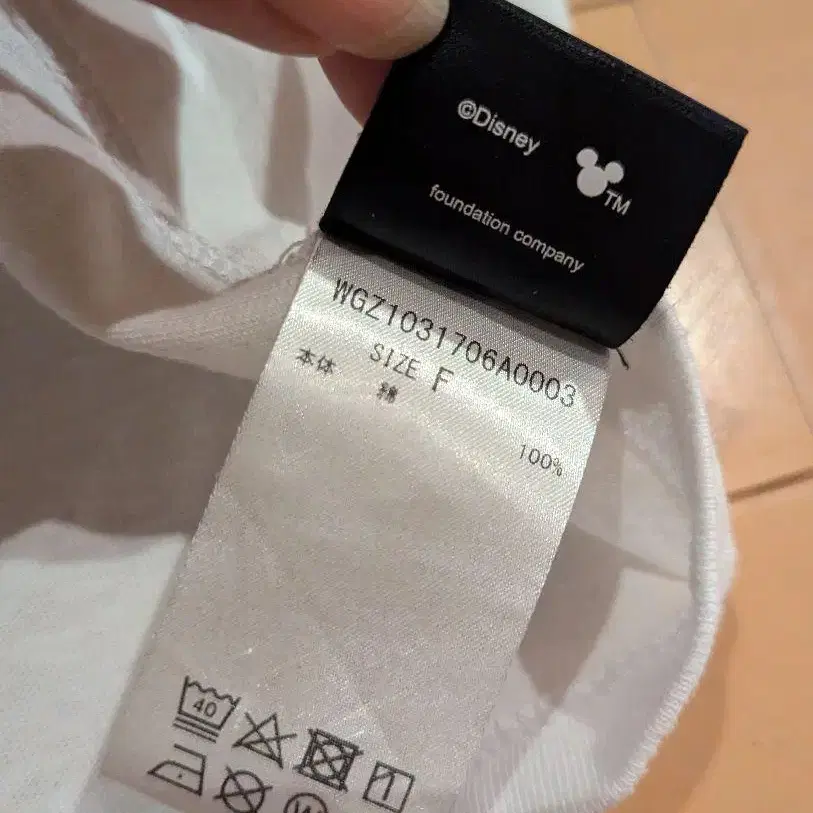 ©Disney
TM
foundation company
WGZ1031706A0003
SIZE F
本体 綿 100%
40
W